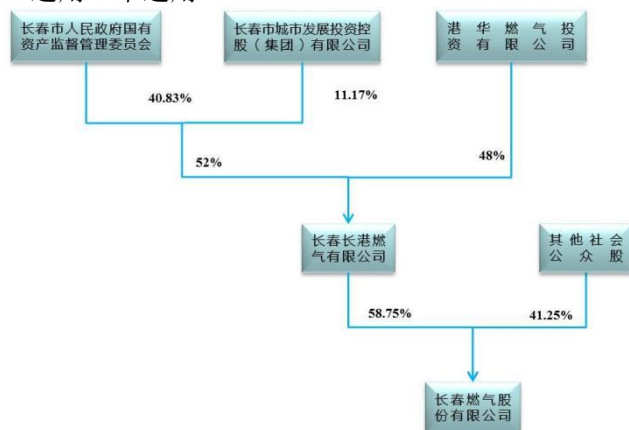 长春市人民政府国有
资产监督管理委员会
长春市城市发展投资控
股（集团）有限公司
港华燃气投
资有限公司
40.83%
11.17%
52%
48%
长春长港燃
气有限公司
其他社会
公众股
58.75%
41.25%
长春燃气股
份有限公司